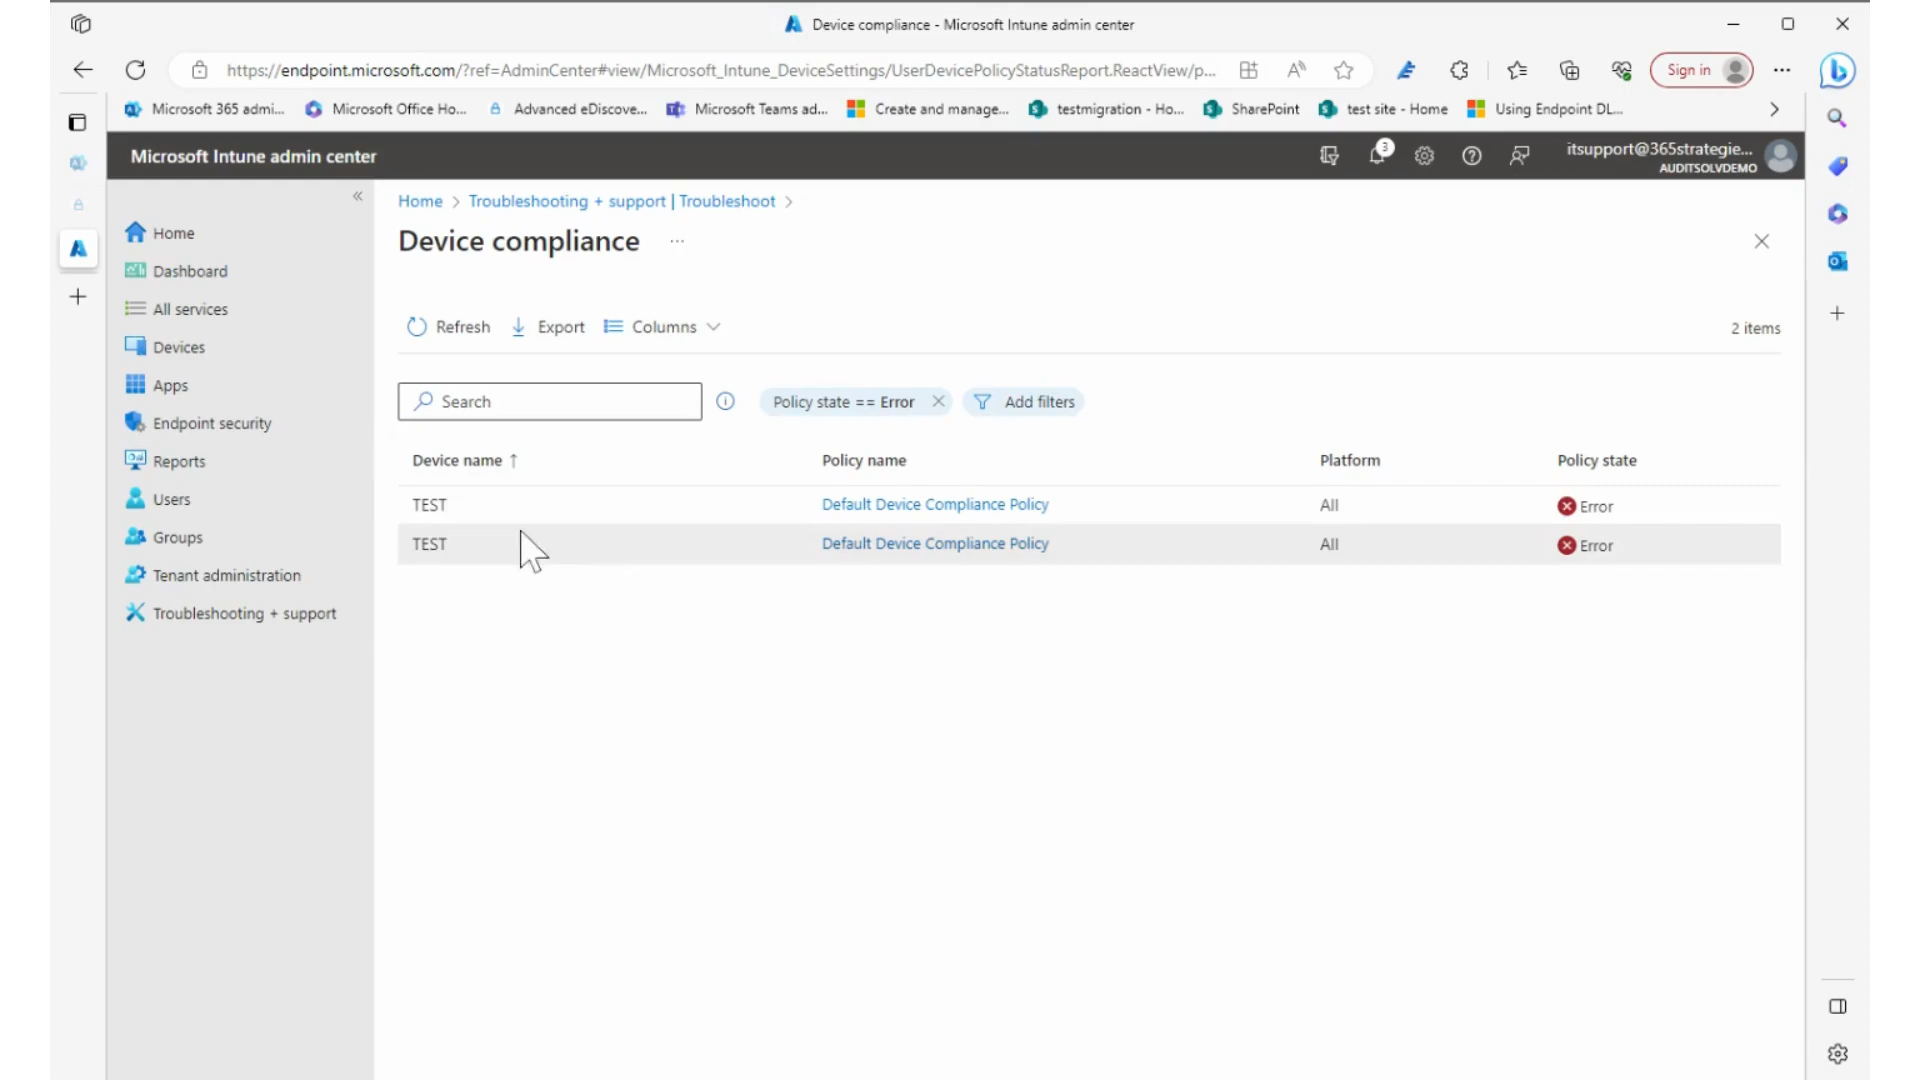 Device compliance - Microsoft Intune admin center
https://endpoint.microsoft.com/?ref=AdminCenter#view/Microsoft_Intune_DeviceSettings/UserDevicePolicyStatusReport.ReactView/p...
Sign in
Microsoft 365 admi...
Microsoft Office Ho...
Advanced eDiscove...
Microsoft Teams ad...
Create and manage...
testmigration - Ho...
SharePoint
test site - Home
Using Endpoint DL...
Microsoft Intune admin center
3
itsupport@365strategie...
AUDITSOLVDEMO
Home > Troubleshooting + support | Troubleshoot >
Device compliance ...
Home
Dashboard
All services
Devices
Apps
Endpoint security
Reports
Users
Groups
Tenant administration
Troubleshooting + support
Refresh Export Columns
2 items
Search
Policy state == Error
Add filters
Device name ↑ Policy name Platform Policy state
TEST Default Device Compliance Policy All Error
TEST Default Device Compliance Policy All Error